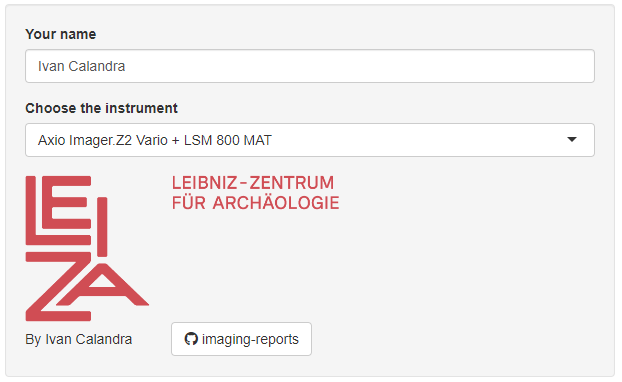 Your name
Ivan Calandra
Choose the instrument
Axio Imager.Z2 Vario + LSM 800 MAT
LEIZA
LEIBNIZ-ZENTRUM
FÜR ARCHÄOLOGIE
By Ivan Calandra
imaging-reports